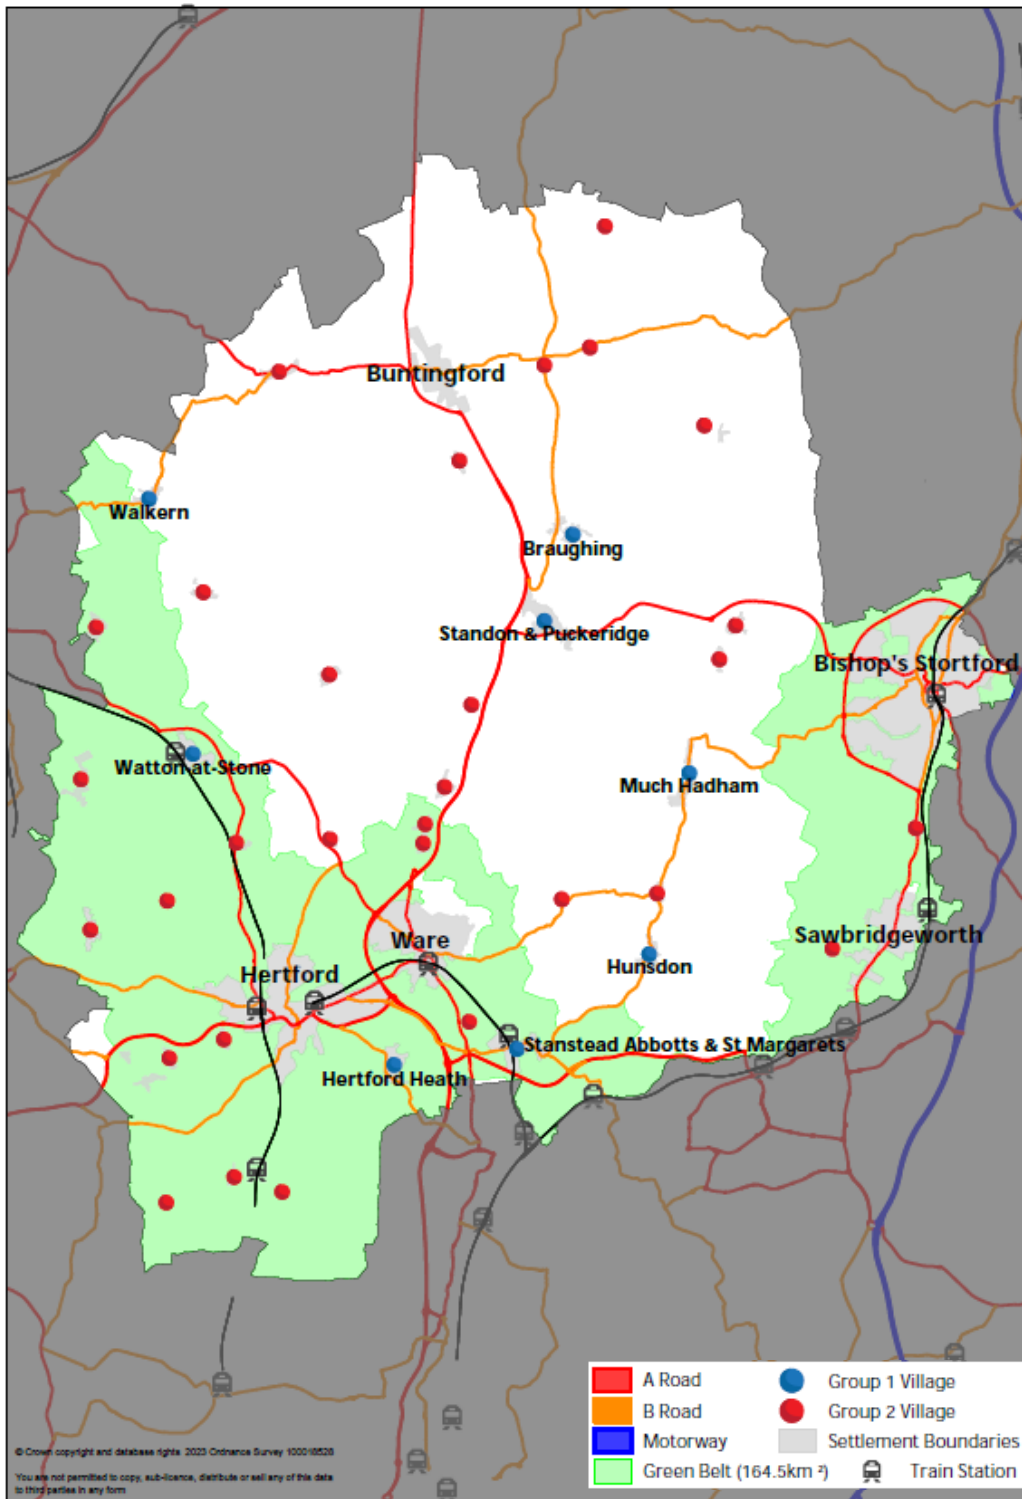 Buntingford
Walkern
Braughing
Standon & Puckeridge
Bishop's Stortford
Watton-at-Stone
Much Hadham
Ware
Sawbridgeworth
Hertford
Hunsdon
Stanstead Abbotts & St Margarets
Hertford Heath
A Road
Group 1 Village
B Road
Group 2 Village
Motorway
Settlement Boundaries
Green Belt (164.5km ²)
Train Station
© Crown copyright and database rights 2023 Ordnance Survey 100018528
You are not permitted to copy, sub-licence, distribute or sell any of this data
to third parties in any form